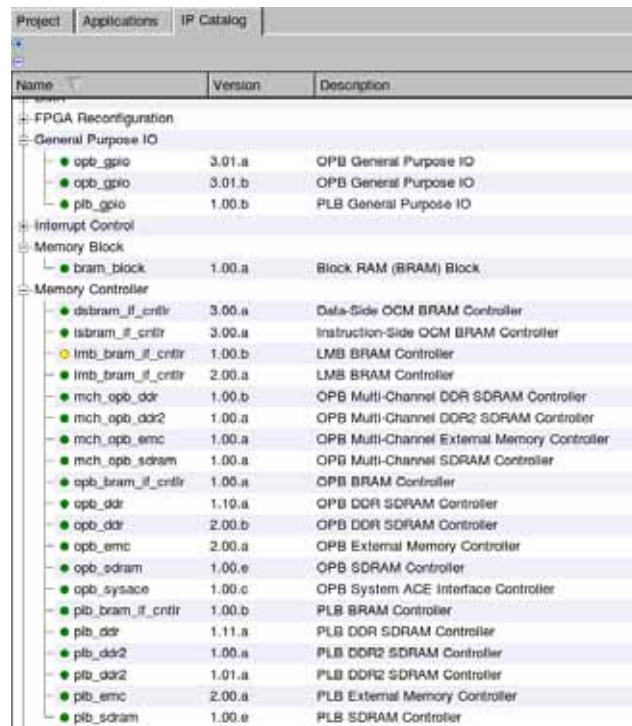 Project Applications IP Catalog
Name Version Description
FPGA Reconfiguration
General Purpose IO
opb_gpio 3.01.a OPB General Purpose IO
opb_gpio 3.01.b OPB General Purpose IO
plb_gpio 1.00.b PLB General Purpose IO
Interrupt Control
Memory Block
bram_block 1.00.a Block RAM (BRAM) Block
Memory Controller
dsbram_if_cntlr 3.00.a Data-Side OCM BRAM Controller
isbram_if_cntlr 3.00.a Instruction-Side OCM BRAM Controller
lmb_bram_if_cntlr 1.00.b LMB BRAM Controller
lmb_bram_if_cntlr 2.00.a LMB BRAM Controller
mch_opb_ddr 1.00.b OPB Multi-Channel DDR SDRAM Controller
mch_opb_ddr2 1.00.a OPB Multi-Channel DDR2 SDRAM Controller
mch_opb_emc 1.00.a OPB Multi-Channel External Memory Controller
mch_opb_sdram 1.00.a OPB Multi-Channel SDRAM Controller
opb_bram_if_cntlr 1.00.a OPB BRAM Controller
opb_ddr 1.10.a OPB DDR SDRAM Controller
opb_ddr 2.00.b OPB DDR SDRAM Controller
opb_emc 2.00.a OPB External Memory Controller
opb_sdram 1.00.e OPB SDRAM Controller
opb_sysace 1.00.c OPB System ACE Interface Controller
plb_bram_if_cntlr 1.00.b PLB BRAM Controller
plb_ddr 1.11.a PLB DDR SDRAM Controller
plb_ddr2 1.00.a PLB DDR2 SDRAM Controller
plb_ddr2 1.01.a PLB DDR2 SDRAM Controller
plb_emc 2.00.a PLB External Memory Controller
plb_sdram 1.00.e PLB SDRAM Controller